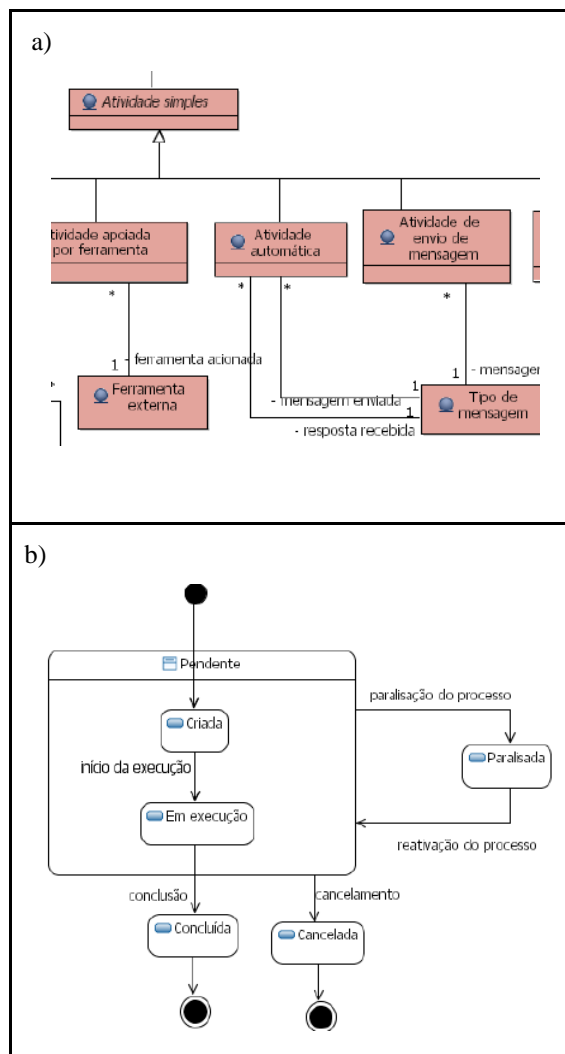 a)
Atividade simples
tividade apoiada
por ferramenta
Atividade
automática
Atividade de
envio de
mensagem
*
*
*
*
1
- ferramenta acionada
1
- mensagem
*
Ferramenta
externa
- mensagem enviada
1
1
- resposta recebida
Tipo de
mensagem
b)
Pendente
paralisação do processo
Criada
Paralisada
início da execução
Em execução
reativação do processo
conclusão
cancelamento
Concluída
Cancelada